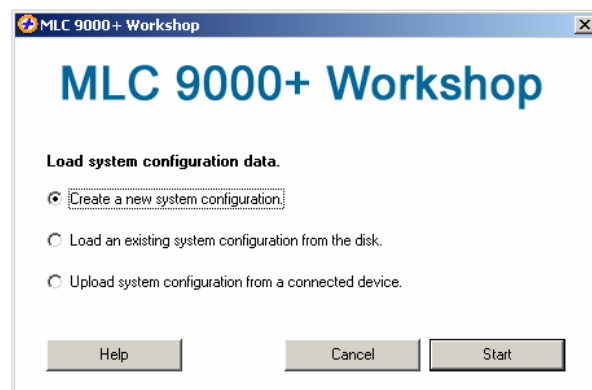 MLC 9000+ Workshop
MLC 9000+ Workshop
Load system configuration data.
Create a new system configuration.
Load an existing system configuration from the disk.
Upload system configuration from a connected device.
Help Cancel Start